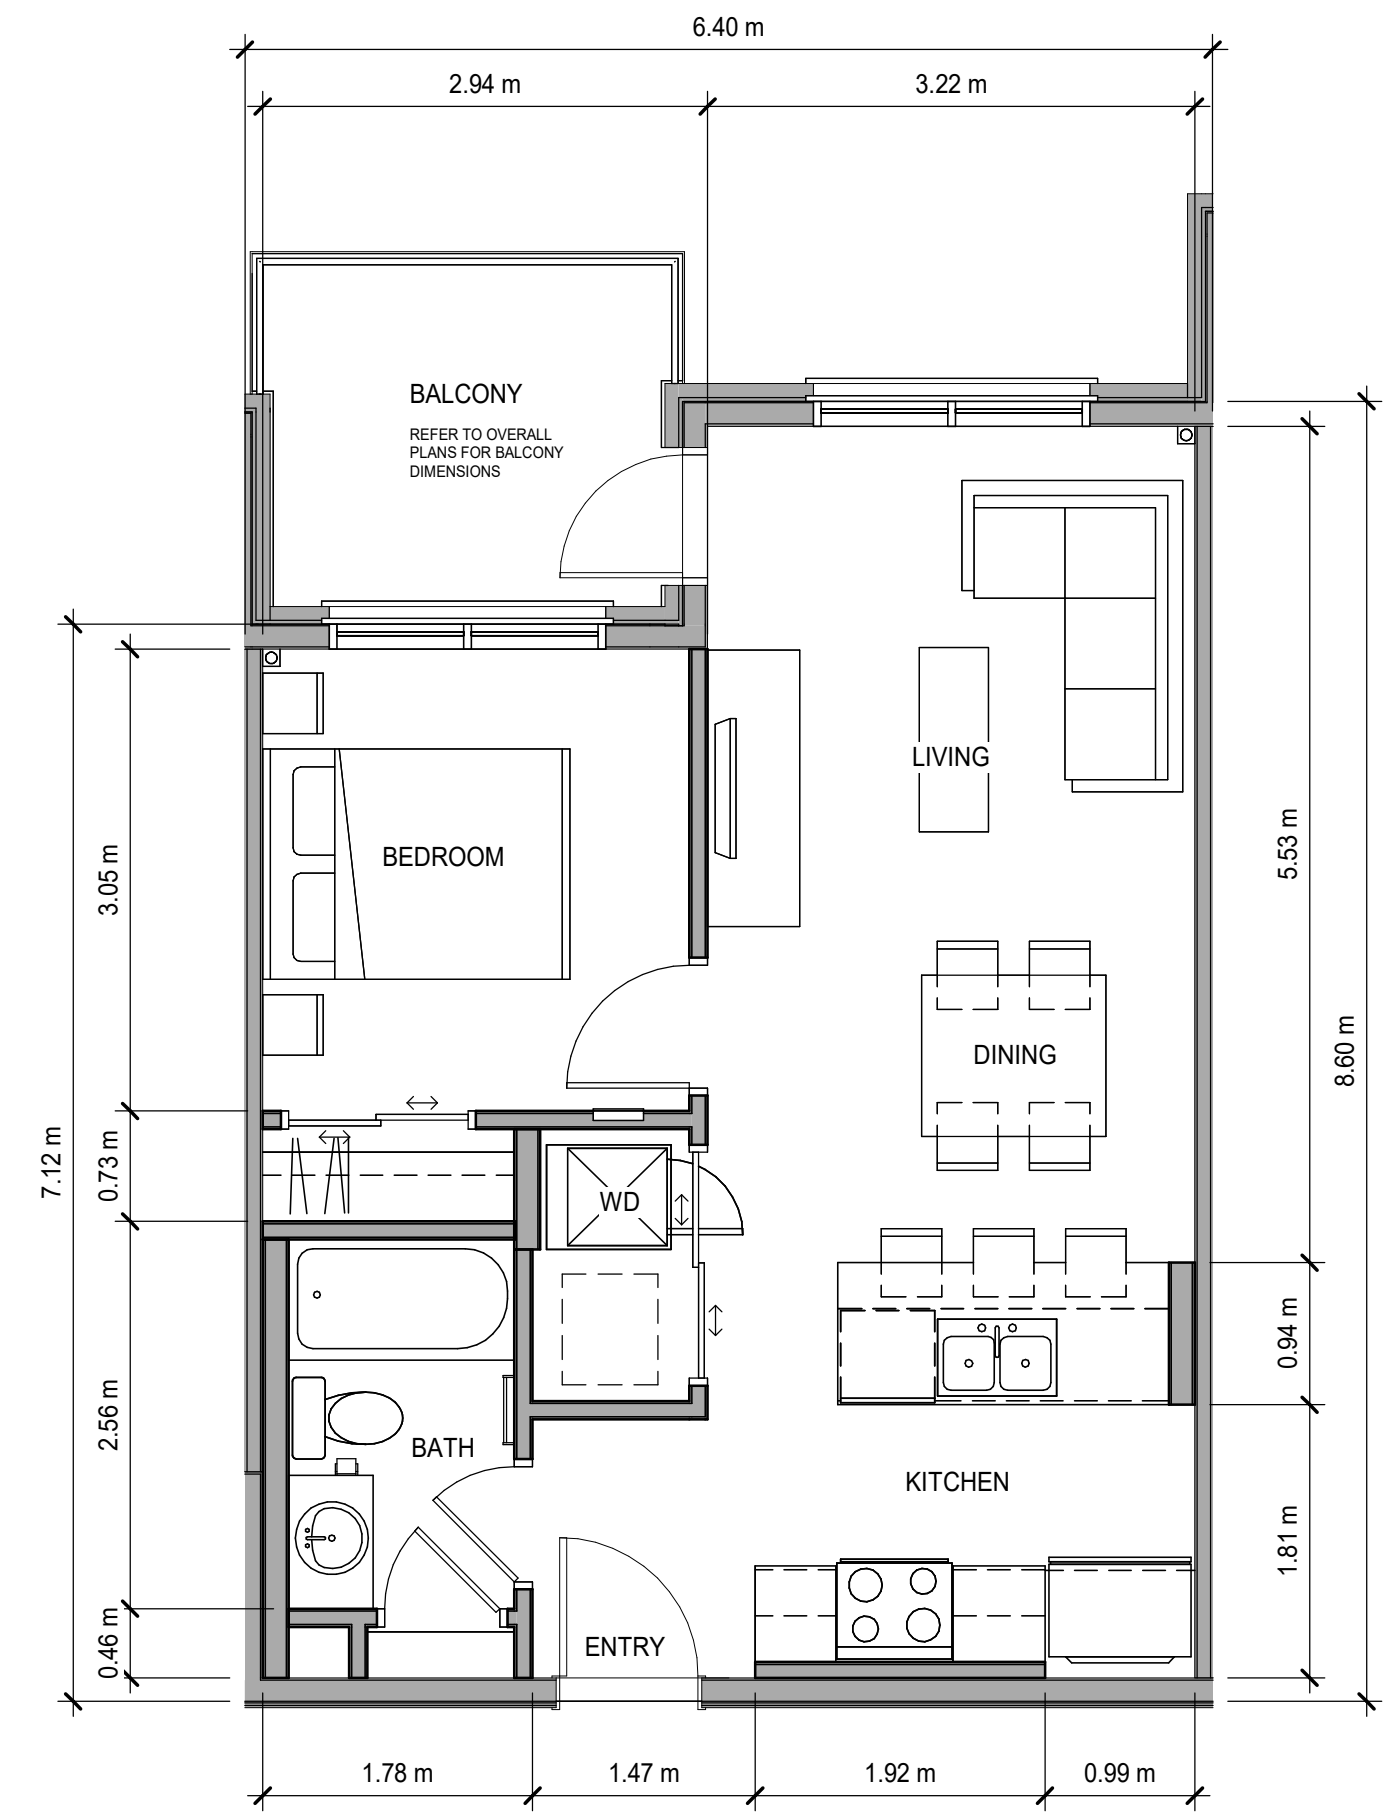 6.40 m
2.94 m
3.22 m
BALCONY
REFER TO OVERALL
PLANS FOR BALCONY
DIMENSIONS
LIVING
BEDROOM
3.05 m
5.53 m
DINING
8.60 m
7.12 m
0.73 m
WD
0.94 m
2.56 m
BATH
KITCHEN
1.81 m
0.46 m
ENTRY
1.78 m
1.47 m
1.92 m
0.99 m